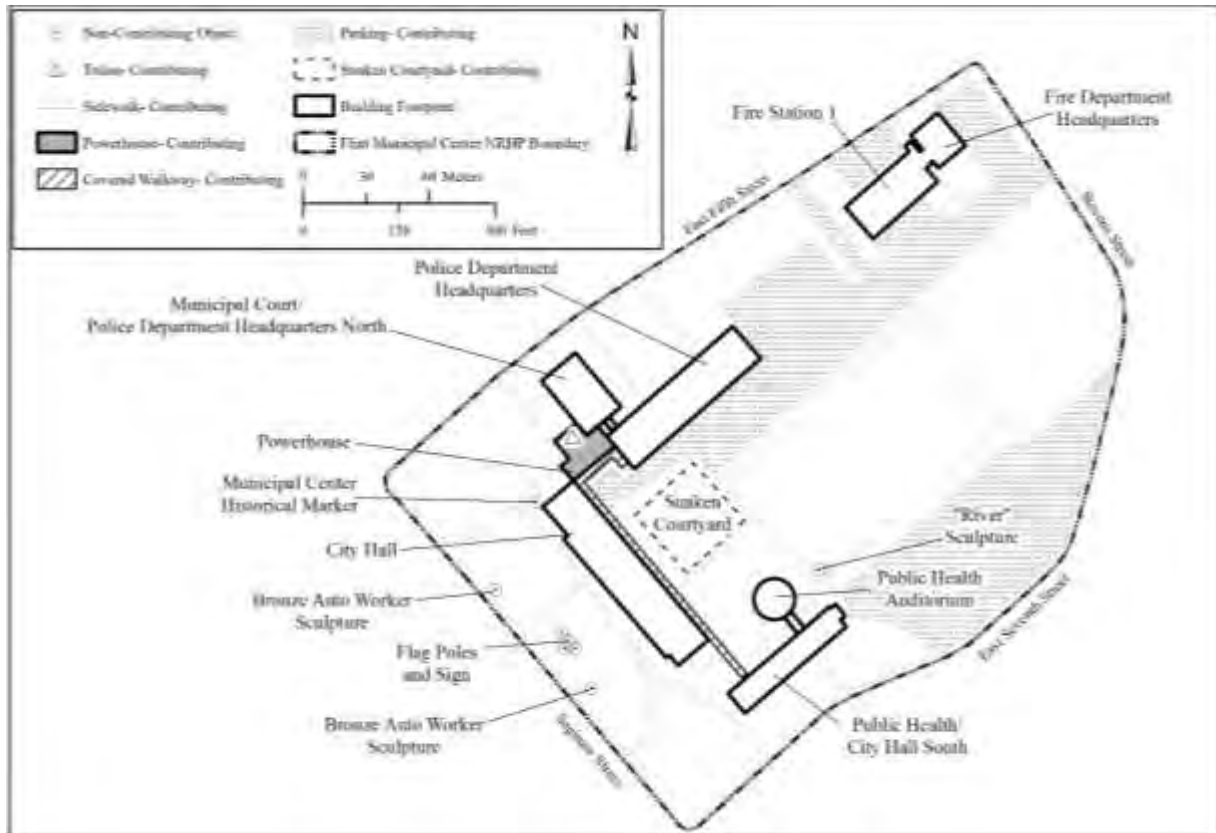 Non-Contributing Object
Parking- Contributing
N
Contributing
Sunken Courtyard- Contributing
Sidewalk- Contributing
Building Footprint
Powerhouse- Contributing
Flint Municipal Center NRHP Boundary
Covered Walkway- Contributing
0 30 60 Meters
0 150 300 Feet
Fire Station 1
Fire Department
Headquarters
East Fifth Street
Stevens Street
Police Department
Headquarters
Municipal Court/
Police Department Headquarters North
Powerhouse
Municipal Center
Historical Marker
City Hall
Sunken
Courtyard
"River"
Sculpture
Public Health
Auditorium
Bronze Auto Worker
Sculpture
Flag Poles
and Sign
Bronze Auto Worker
Sculpture
Saginaw Street
East Seventh Street
Public Health/
City Hall South